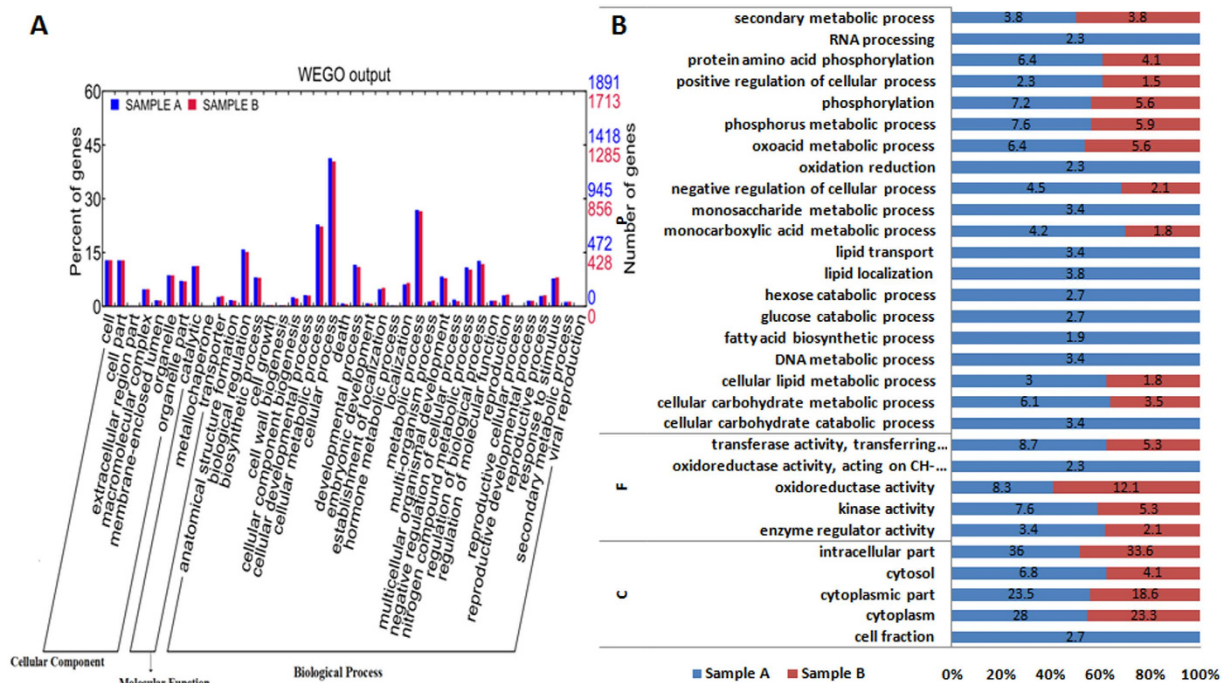 A
WEGO output
SAMPLE A
SAMPLE B
Percent of genes
60
45
30
15
0
1891
1713
1418
1285
945
856
472
428
0
0
Number of genes
cell
cell part
extracellular region part
macromolecular complex
membrane-enclosed lumen
organelle
organelle part
catalytic
metallochaperone
transporter
anatomical structure formation
biological regulation
biosynthetic process
cell growth
cell wall biogenesis
cellular component biogenesis
cellular developmental process
cellular metabolic process
cellular process
death
developmental process
embryonic development
establishment of localization
hormone metabolic process
localization
metabolic process
multi-organism process
multicellular organismal development
negative regulation of cellular process
nitrogen compound metabolic process
regulation of biological process
regulation of molecular function
reproduction
reproductive cellular process
reproductive developmental process
reproductive process
response to stimulus
secondary metabolic process
viral reproduction
Cellular Component
Molecular Function
Biological Process
B
P
secondary metabolic process 3.8 3.8
RNA processing 2.3
protein amino acid phosphorylation 6.4 4.1
positive regulation of cellular process 2.3 1.5
phosphorylation 7.2 5.6
phosphorus metabolic process 7.6 5.9
oxoacid metabolic process 6.4 5.6
oxidation reduction 2.3
negative regulation of cellular process 4.5 2.1
monosaccharide metabolic process 3.4
monocarboxylic acid metabolic process 4.2 1.8
lipid transport 3.4
lipid localization 3.8
hexose catabolic process 2.7
glucose catabolic process 2.7
fatty acid biosynthetic process 1.9
DNA metabolic process 3.4
cellular lipid metabolic process 3 1.8
cellular carbohydrate metabolic process 6.1 3.5
cellular carbohydrate catabolic process 3.4
F
transferase activity, transferring... 8.7 5.3
oxidoreductase activity, acting on CH-... 2.3
oxidoreductase activity 8.3 12.1
kinase activity 7.6 5.3
enzyme regulator activity 3.4 2.1
C
intracellular part 36 33.6
cytosol 6.8 4.1
cytoplasmic part 23.5 18.6
cytoplasm 28 23.3
cell fraction 2.7
Sample A Sample B 0% 20% 40% 60% 80% 100%